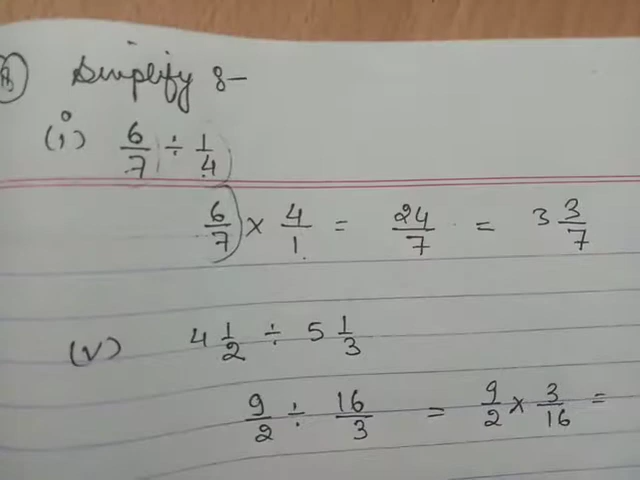 Simplify :-
(i) 6/7 ÷ 1/4
6/7 × 4/1 = 24/7 = 3 3/7
(v) 4 1/2 ÷ 5 1/3
9/2 ÷ 16/3 = 9/2 × 3/16 =